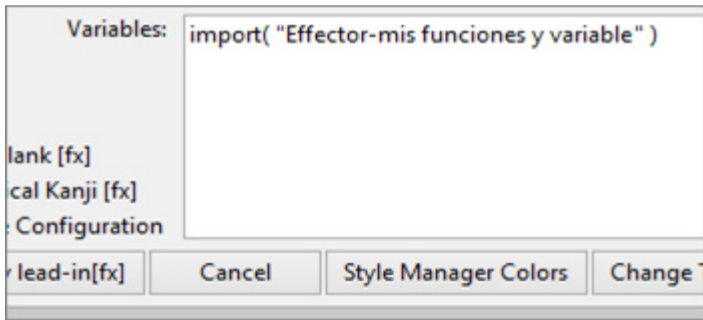 Variables:
import( "Effector-mis funciones y variable" )
lank [fx]
ical Kanji [fx]
Configuration
lead-in[fx]
Cancel
Style Manager Colors
Change